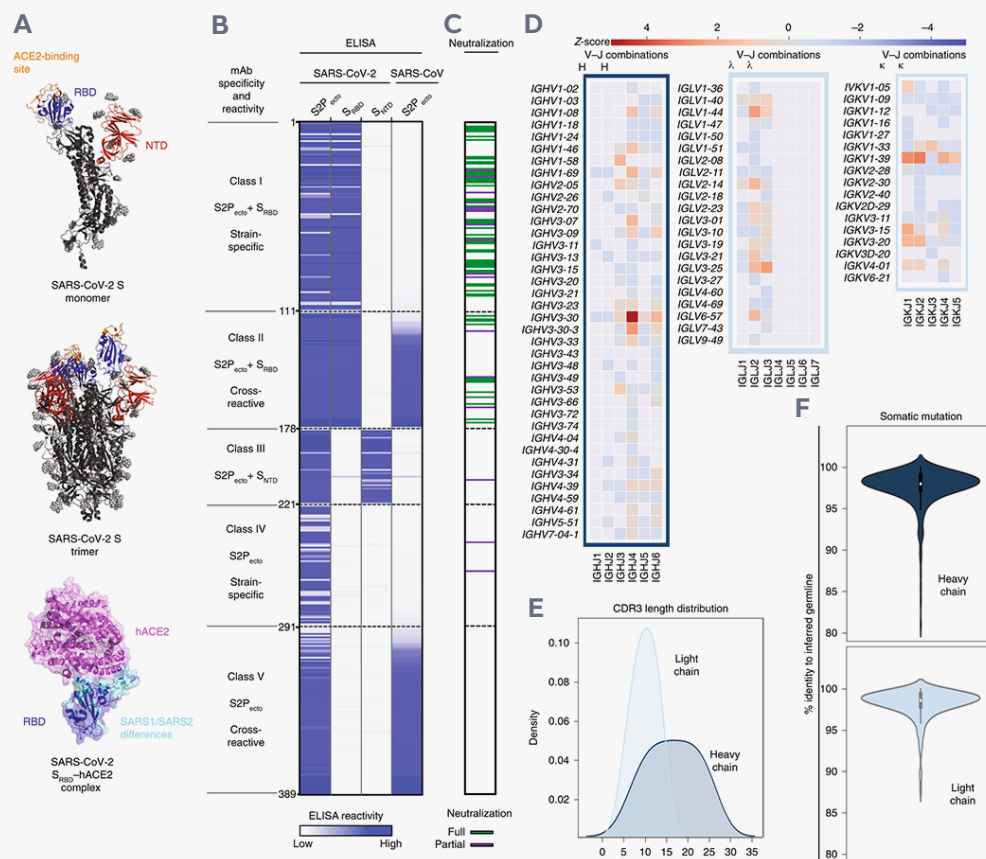 A
ACE2-binding
site
RBD
NTD
SARS-CoV-2 S
monomer
SARS-CoV-2 S
trimer
hACE2
RBD
SARS1/SARS2
differences
SARS-CoV-2
SRBD–hACE2
complex
B
ELISA
mAb
specificity
and
reactivity
SARS-CoV-2
SARS-CoV
S2Pecto
SRBD
SNTD
S2Pecto
1
Class I
S2Pecto + SRBD
Strain-
specific
111
Class II
S2Pecto + SRBD
Cross-
reactive
178
Class III
S2Pecto + SNTD
221
Class IV
S2Pecto
Strain-
specific
291
Class V
S2Pecto
Cross-
reactive
389
ELISA reactivity
Low
High
C
Neutralization
Neutralization
Full
Partial
D
4
2
0
–2
–4
Z-score
V–J combinations
H H
IGHV1-02
IGHV1-03
IGHV1-08
IGHV1-18
IGHV1-24
IGHV1-46
IGHV1-58
IGHV1-69
IGHV2-05
IGHV2-26
IGHV2-70
IGHV3-07
IGHV3-09
IGHV3-11
IGHV3-13
IGHV3-15
IGHV3-20
IGHV3-21
IGHV3-23
IGHV3-30
IGHV3-30-3
IGHV3-33
IGHV3-43
IGHV3-48
IGHV3-49
IGHV3-53
IGHV3-66
IGHV3-72
IGHV3-74
IGHV4-04
IGHV4-30-4
IGHV4-31
IGHV3-34
IGHV4-39
IGHV4-59
IGHV4-61
IGHV5-51
IGHV7-04-1
IGHJ1
IGHJ2
IGHJ3
IGHJ4
IGHJ5
IGHJ6
V–J combinations
λ λ
IGLV1-36
IGLV1-40
IGLV1-44
IGLV1-47
IGLV1-50
IGLV1-51
IGLV2-08
IGLV2-11
IGLV2-14
IGLV2-18
IGLV2-23
IGLV3-01
IGLV3-10
IGLV3-19
IGLV3-21
IGLV3-25
IGLV3-27
IGLV4-60
IGLV4-69
IGLV6-57
IGLV7-43
IGLV9-49
IGLJ1
IGLJ2
IGLJ3
IGLJ4
IGLJ5
IGLJ6
IGLJ7
V–J combinations
κ κ
IVKV1-05
IGKV1-09
IGKV1-12
IGKV1-16
IGKV1-27
IGKV1-33
IGKV1-39
IGKV2-28
IGKV2-30
IGKV2-40
IGKV2D-29
IGKV3-11
IGKV3-15
IGKV3-20
IGKV3D-20
IGKV4-01
IGKV6-21
IGKJ1
IGKJ2
IGKJ3
IGKJ4
IGKJ5
E
CDR3 length distribution
Density
0.10
0.08
0.06
0.04
0.02
Light
chain
Heavy
chain
0 5 10 15 20 25 30 35
F
Somatic mutation
% identity to inferred germline
100
95
90
85
80
Heavy
chain
100
95
90
85
80
Light
chain